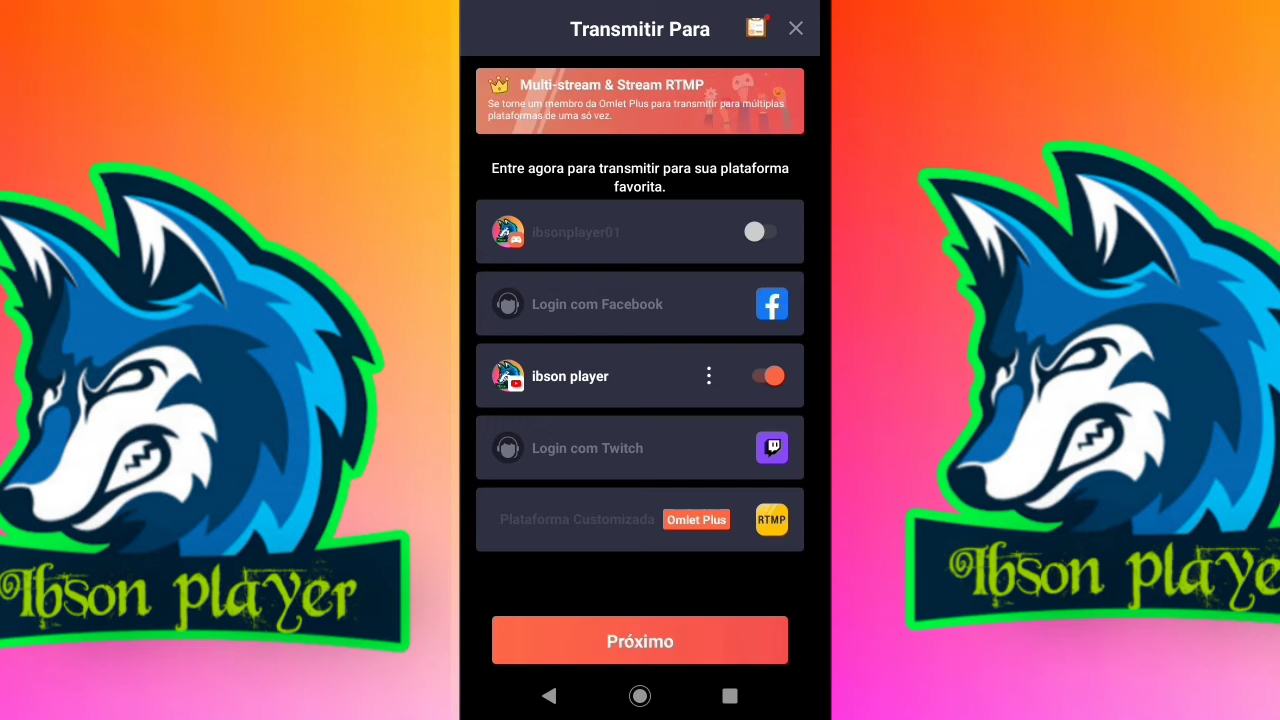 Transmitir Para
Multi-stream & Stream RTMP
Se torne um membro da Omlet Plus para transmitir para múltiplas
plataformas de uma só vez.
Entre agora para transmitir para sua plataforma
favorita.
ibsonplayer01
Login com Facebook
ibson player
Login com Twitch
Plataforma Customizada Omlet Plus RTMP
Próximo
Ibson player
Ibson playe